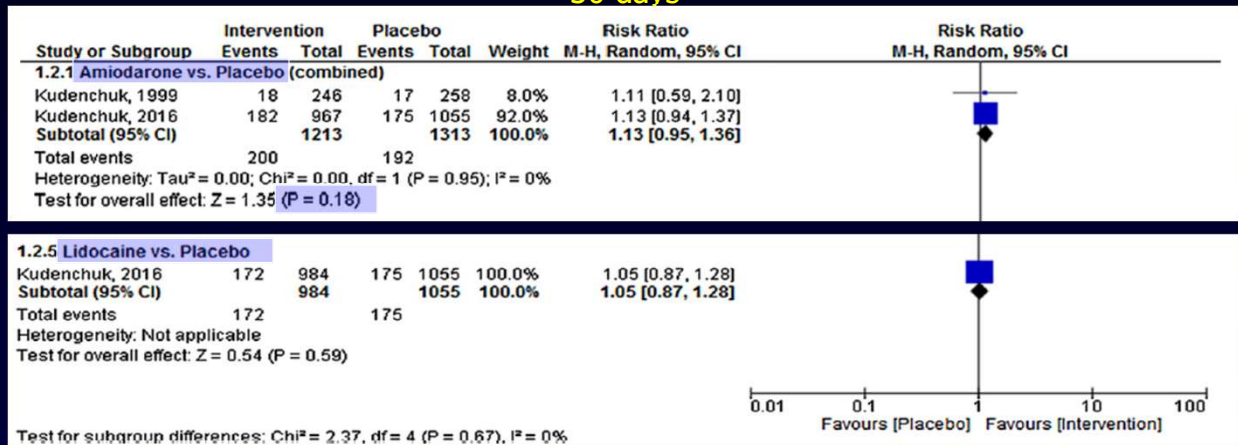 30 days
Intervention Placebo Risk Ratio Risk Ratio
Study or Subgroup Events Total Events Total Weight M-H, Random, 95% CI M-H, Random, 95% CI
1.2.1 Amiodarone vs. Placebo (combined)
Kudenchuk, 1999 18 246 17 258 8.0% 1.11 [0.59, 2.10]
Kudenchuk, 2016 182 967 175 1055 92.0% 1.13 [0.94, 1.37]
Subtotal (95% CI) 1213 1313 100.0% 1.13 [0.95, 1.36]
Total events 200 192
Heterogeneity: Tau² = 0.00; Chi² = 0.00, df = 1 (P = 0.95); I² = 0%
Test for overall effect: Z = 1.35 (P = 0.18)
1.2.5 Lidocaine vs. Placebo
Kudenchuk, 2016 172 984 175 1055 100.0% 1.05 [0.87, 1.28]
Subtotal (95% CI) 984 1055 100.0% 1.05 [0.87, 1.28]
Total events 172 175
Heterogeneity: Not applicable
Test for overall effect: Z = 0.54 (P = 0.59)
0.01 0.1 1 10 100
Favours [Placebo] Favours [Intervention]
Test for subgroup differences: Chi² = 2.37, df = 4 (P = 0.67), I² = 0%